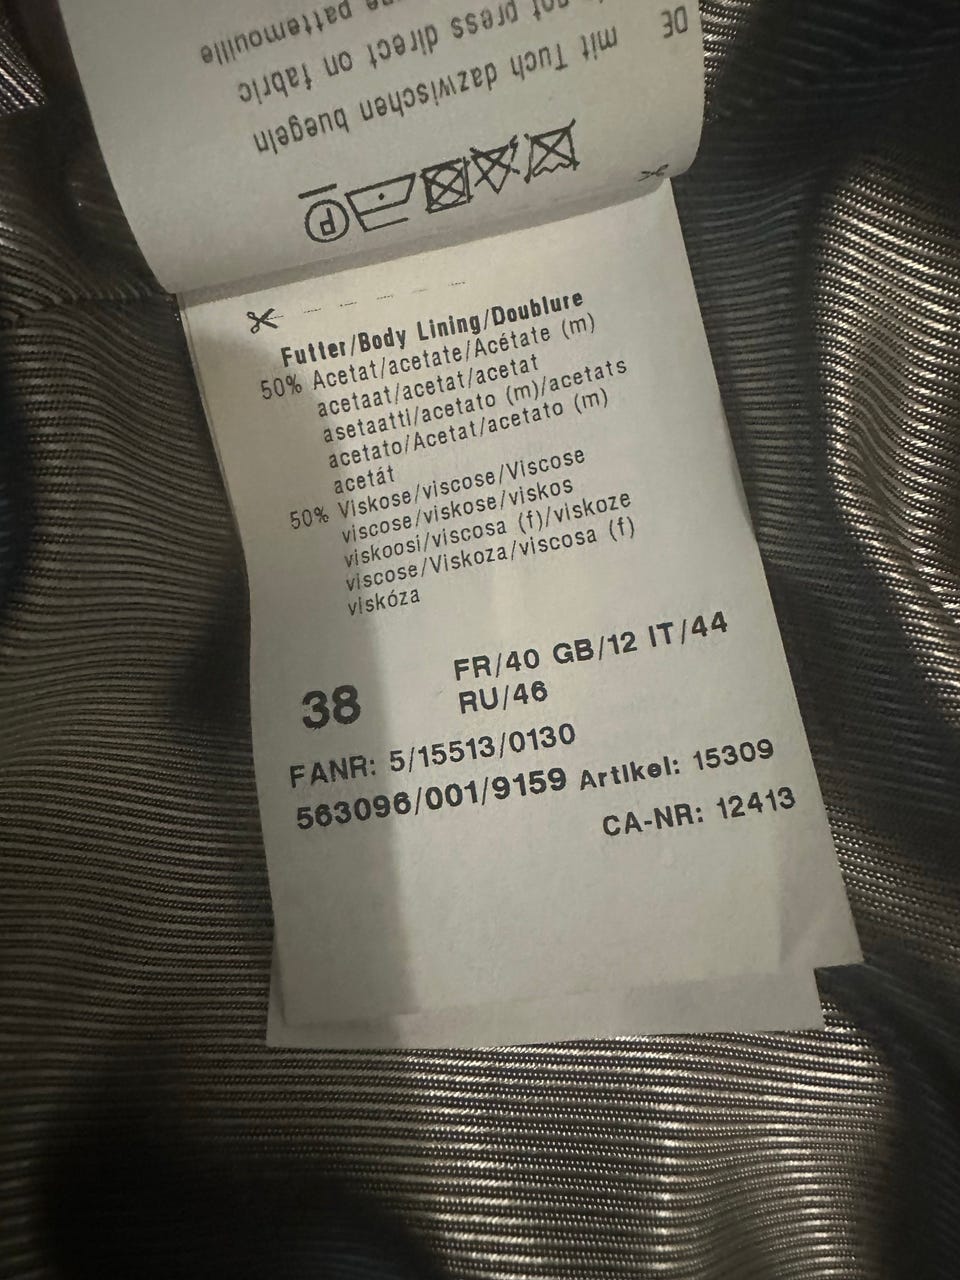 patternouille
not press direct on fabric
DE mit Tuch dazwischen buegeln
P
Futter/Body Lining/Doublure
50% Acetat/acetate/Acétate (m)
acetaat/acetat/acetat
asetaatti/acetato (m)/acetats
acetato/Acetat/acetato (m)
acetát
50% Viskose/viscose/Viscose
viscose/viskose/viskos
viskoosi/viscosa (f)/viskoze
viscose/Viskoza/viscosa (f)
viskóza
38 FR/40 GB/12 IT/44
RU/46
FANR: 5/15513/0130
563096/001/9159 Artikel: 15309
CA-NR: 12413